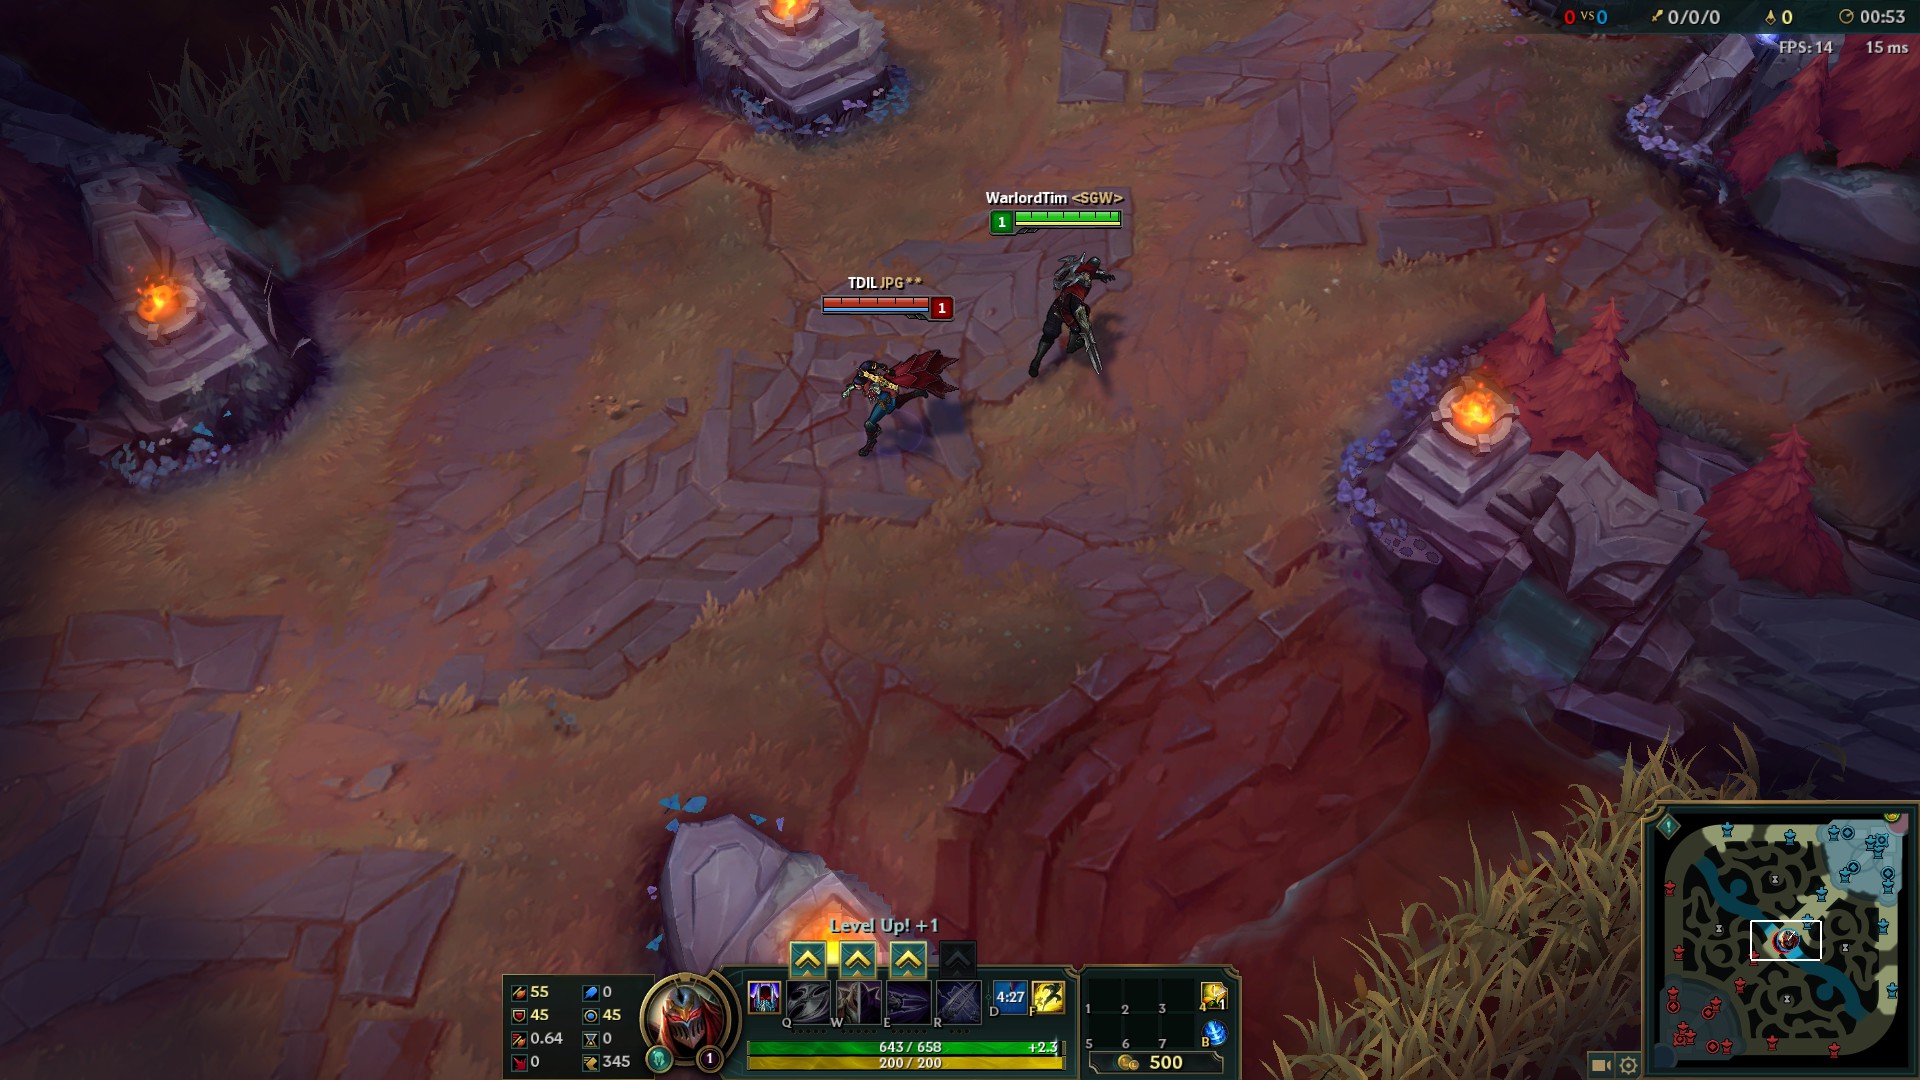 0 VS 0 0/0/0 0 00:53
FPS: 14 15 ms
WarlordTim <SGW>
1
TDIL JPG**
1
Level Up! +1
55 0
45 45
0.64 0
0 345
1
Q W E R
4:27
D F
643 / 658 +2.3
200 / 200
1 2 3 4 1
5 6 7 B
500